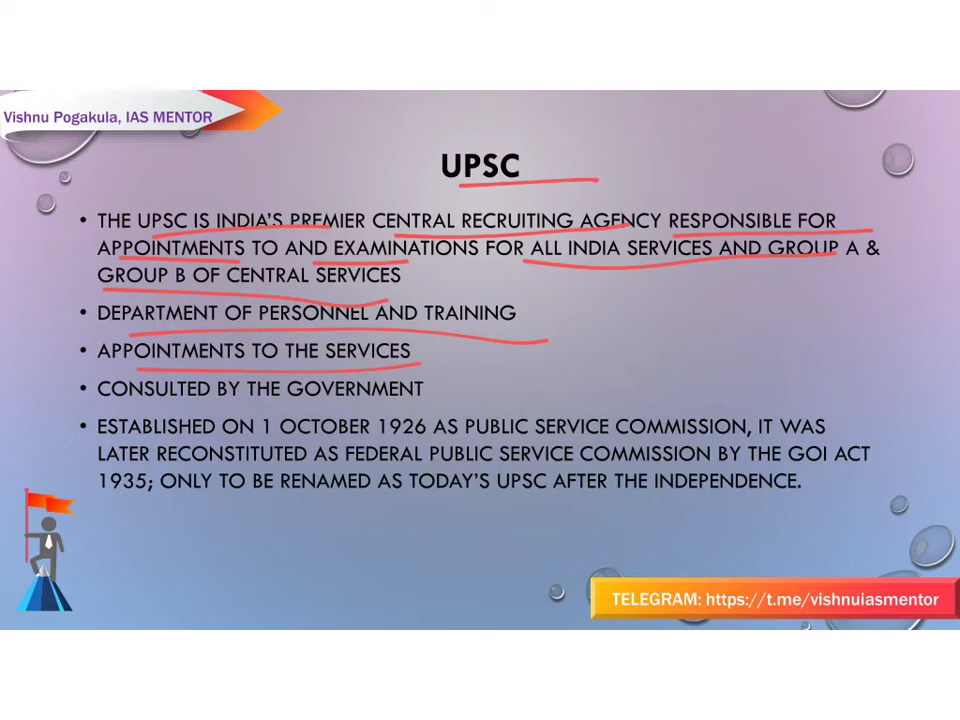 Vishnu Pogakula, IAS MENTOR
UPSC
• THE UPSC IS INDIA'S PREMIER CENTRAL RECRUITING AGENCY RESPONSIBLE FOR
APPOINTMENTS TO AND EXAMINATIONS FOR ALL INDIA SERVICES AND GROUP A &
GROUP B OF CENTRAL SERVICES
• DEPARTMENT OF PERSONNEL AND TRAINING
• APPOINTMENTS TO THE SERVICES
• CONSULTED BY THE GOVERNMENT
• ESTABLISHED ON 1 OCTOBER 1926 AS PUBLIC SERVICE COMMISSION, IT WAS
LATER RECONSTITUTED AS FEDERAL PUBLIC SERVICE COMMISSION BY THE GOI ACT
1935; ONLY TO BE RENAMED AS TODAY'S UPSC AFTER THE INDEPENDENCE.
TELEGRAM: https://t.me/vishnuiasmentor